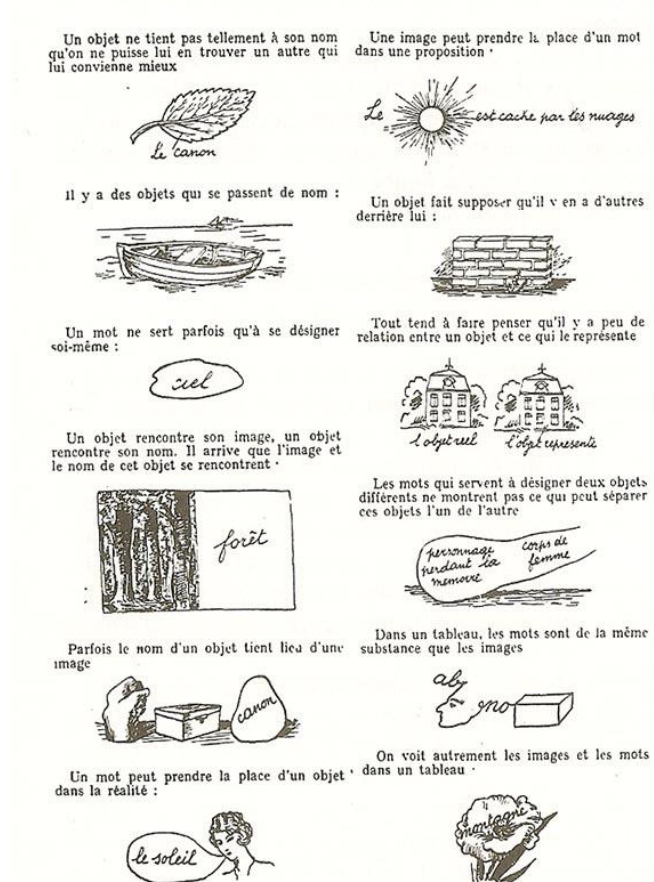 Un objet ne tient pas tellement à son nom
qu'on ne puisse lui en trouver un autre qui
lui convienne mieux
Le canon
Il y a des objets qui se passent de nom :
Un mot ne sert parfois qu'à se désigner
soi-même :
ciel
Un objet rencontre son image, un objet
rencontre son nom. Il arrive que l'image et
le nom de cet objet se rencontrent ·
forêt
Parfois le nom d'un objet tient lieu d'une
image
canon
Un mot peut prendre la place d'un objet
dans la réalité :
le soleil
Une image peut prendre la place d'un mot
dans une proposition ·
Le est caché par les nuages
Un objet fait supposer qu'il y en a d'autres
derrière lui :
Tout tend à faire penser qu'il y a peu de
relation entre un objet et ce qui le représente
l'objet réel l'objet représenté
Les mots qui servent à désigner deux objets
différents ne montrent pas ce qui peut séparer
ces objets l'un de l'autre
personnage
perdant la
mémoire
corps de
femme
Dans un tableau, les mots sont de la même
substance que les images
On voit autrement les images et les mots
dans un tableau ·
montagne